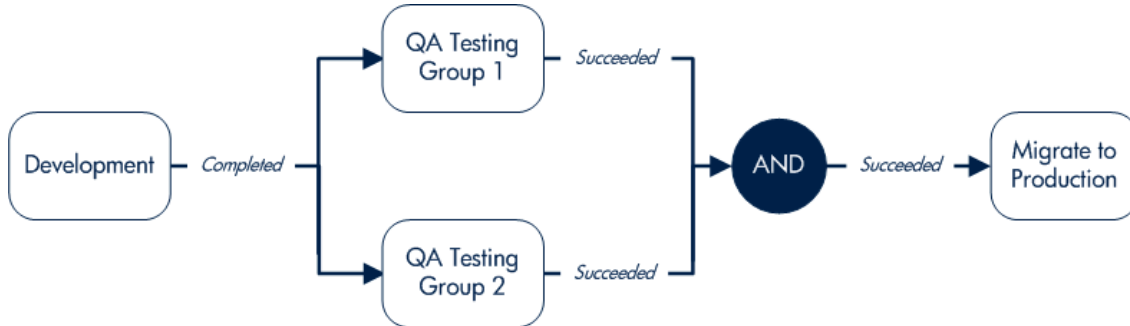 Development
Completed
QA Testing
Group 1
Succeeded
QA Testing
Group 2
Succeeded
AND
Succeeded
Migrate to
Production